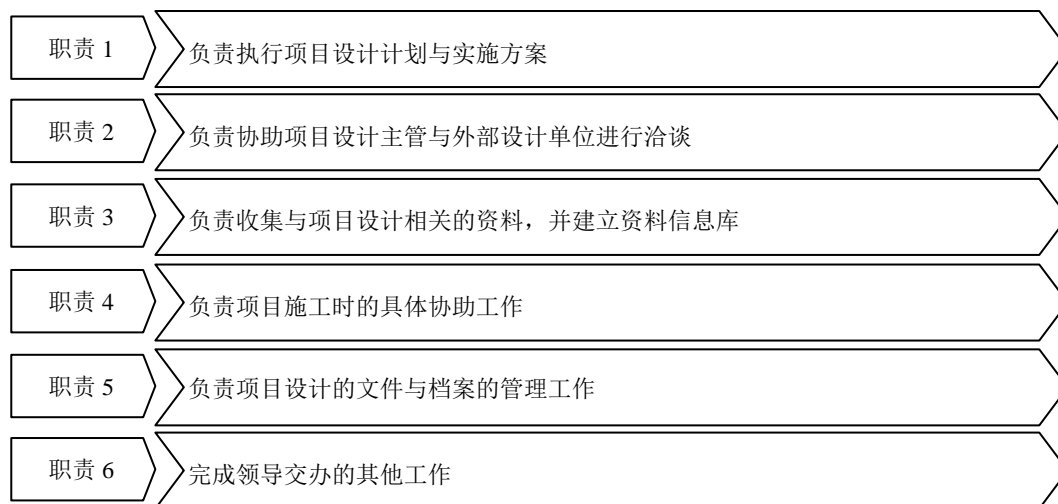 职责 1
负责执行项目设计计划与实施方案
职责 2
负责协助项目设计主管与外部设计单位进行洽谈
职责 3
负责收集与项目设计相关的资料，并建立资料信息库
职责 4
负责项目施工时的具体协助工作
职责 5
负责项目设计的文件与档案的管理工作
职责 6
完成领导交办的其他工作